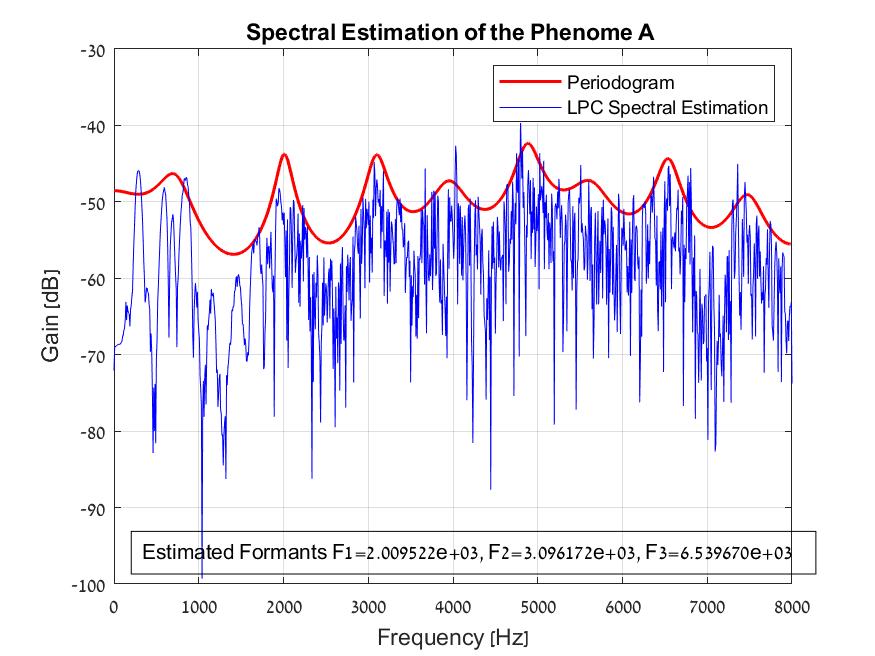 Spectral Estimation of the Phenome A
-30
-40
-50
-60
-70
-80
-90
-100
Gain [dB]
Periodogram
LPC Spectral Estimation
Estimated Formants F1=2.009522e+03, F2=3.096172e+03, F3=6.539670e+03
0 1000 2000 3000 4000 5000 6000 7000 8000
Frequency [Hz]